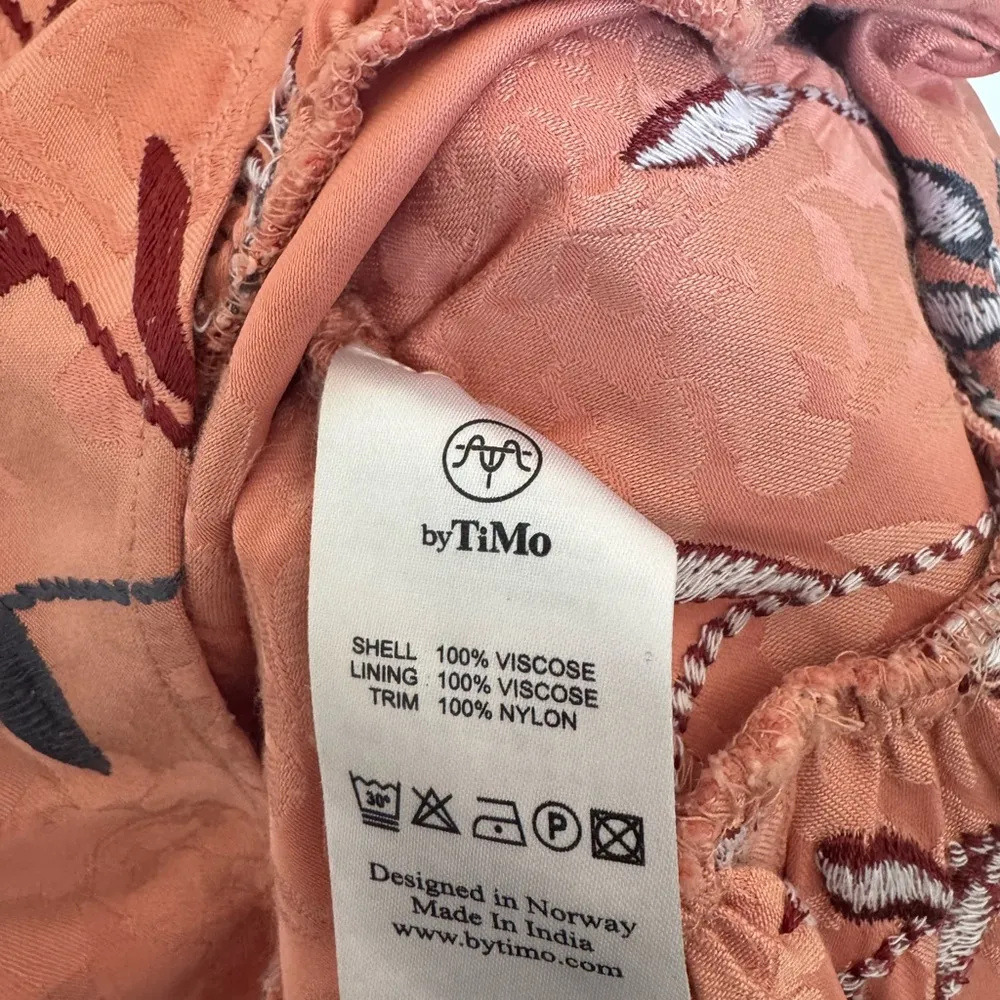 byTiMo
SHELL 100% VISCOSE
LINING 100% VISCOSE
TRIM 100% NYLON
30°
P
Designed in Norway
Made In India
www.bytimo.com